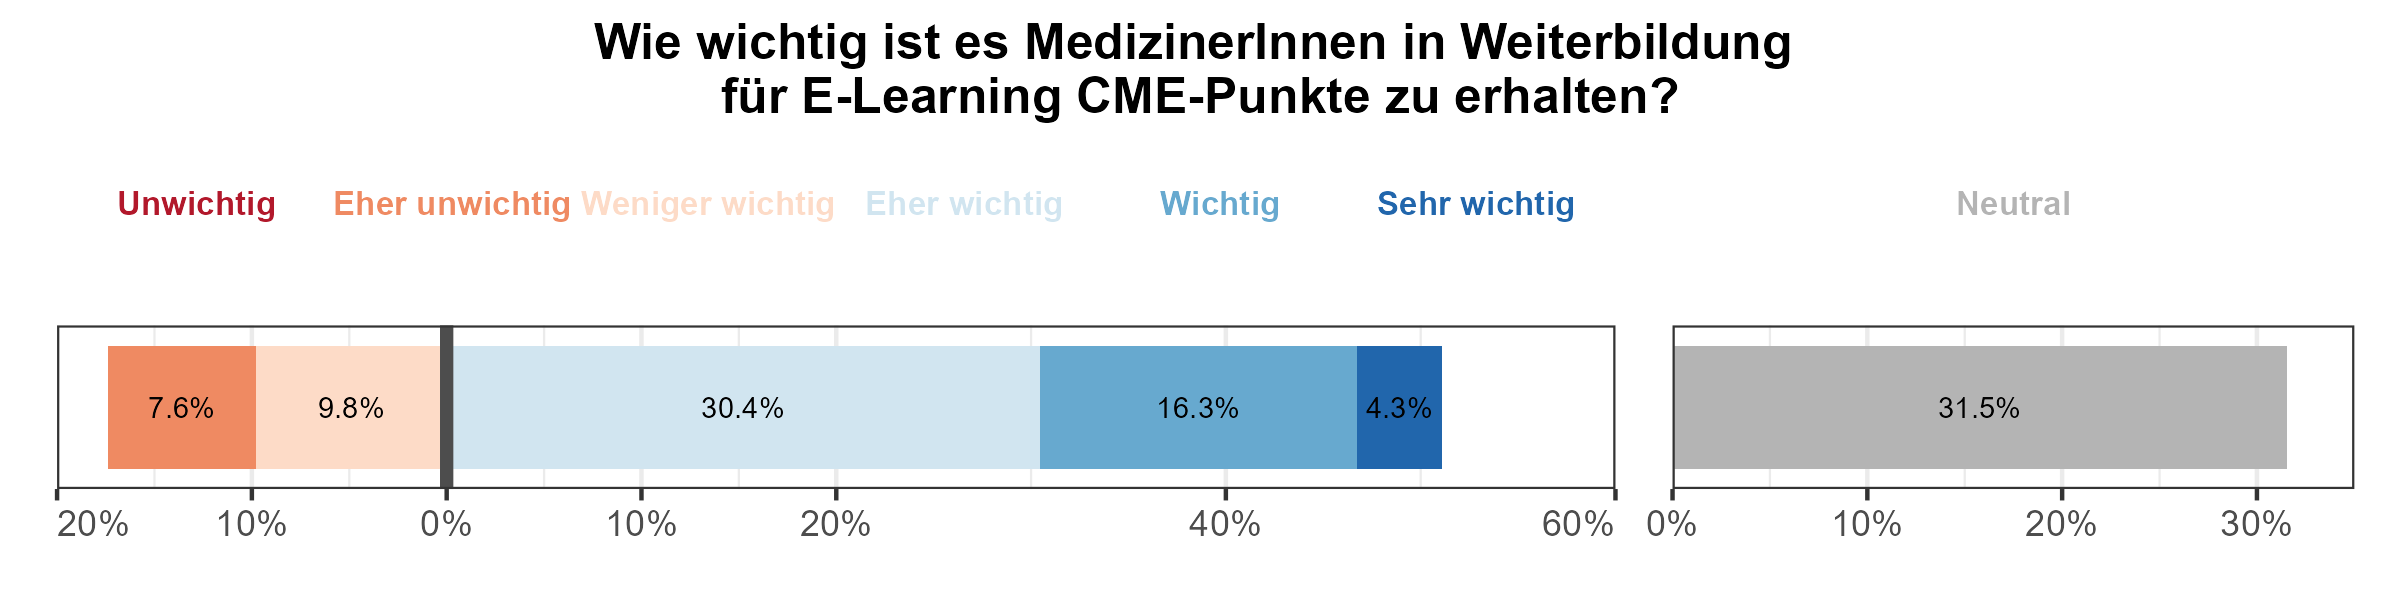 Wie wichtig ist es MedizinerInnen in Weiterbildung
für E-Learning CME-Punkte zu erhalten?
Unwichtig Eher unwichtig Weniger wichtig Eher wichtig Wichtig Sehr wichtig Neutral
7.6% 9.8% 30.4% 16.3% 4.3% 31.5%
20% 10% 0% 10% 20% 40% 60% 0% 10% 20% 30%